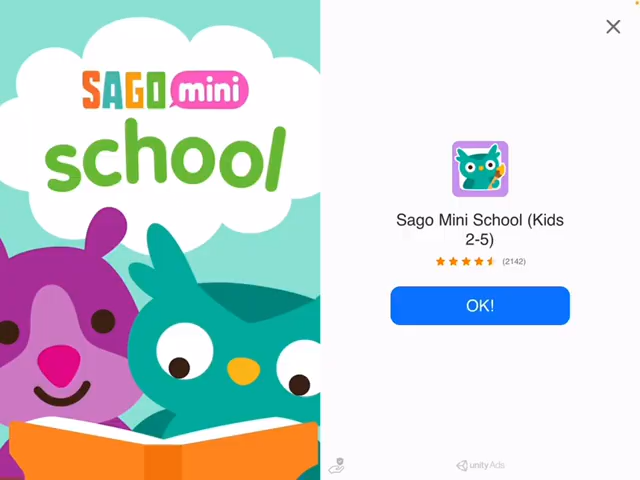 SAGO mini
school
Sago Mini School (Kids
2-5)
(2142)
OK!
unity Ads